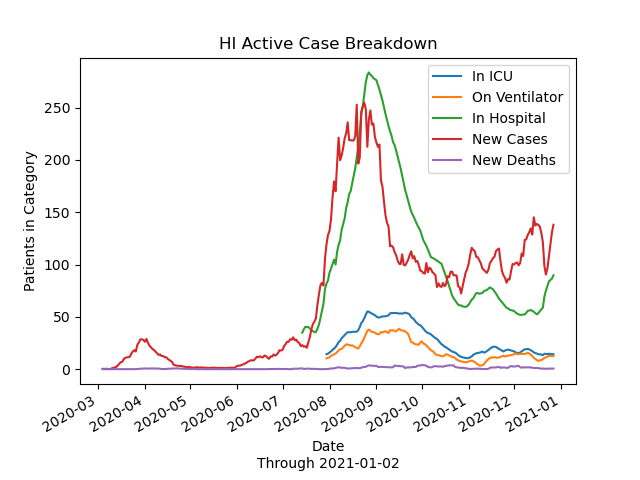 HI Active Case Breakdown
In ICU
On Ventilator
In Hospital
New Cases
New Deaths
Patients in Category
250
200
150
100
50
0
2020-03
2020-04
2020-05
2020-06
2020-07
2020-08
2020-09
2020-10
2020-11
2020-12
2021-01
Date
Through 2021-01-02